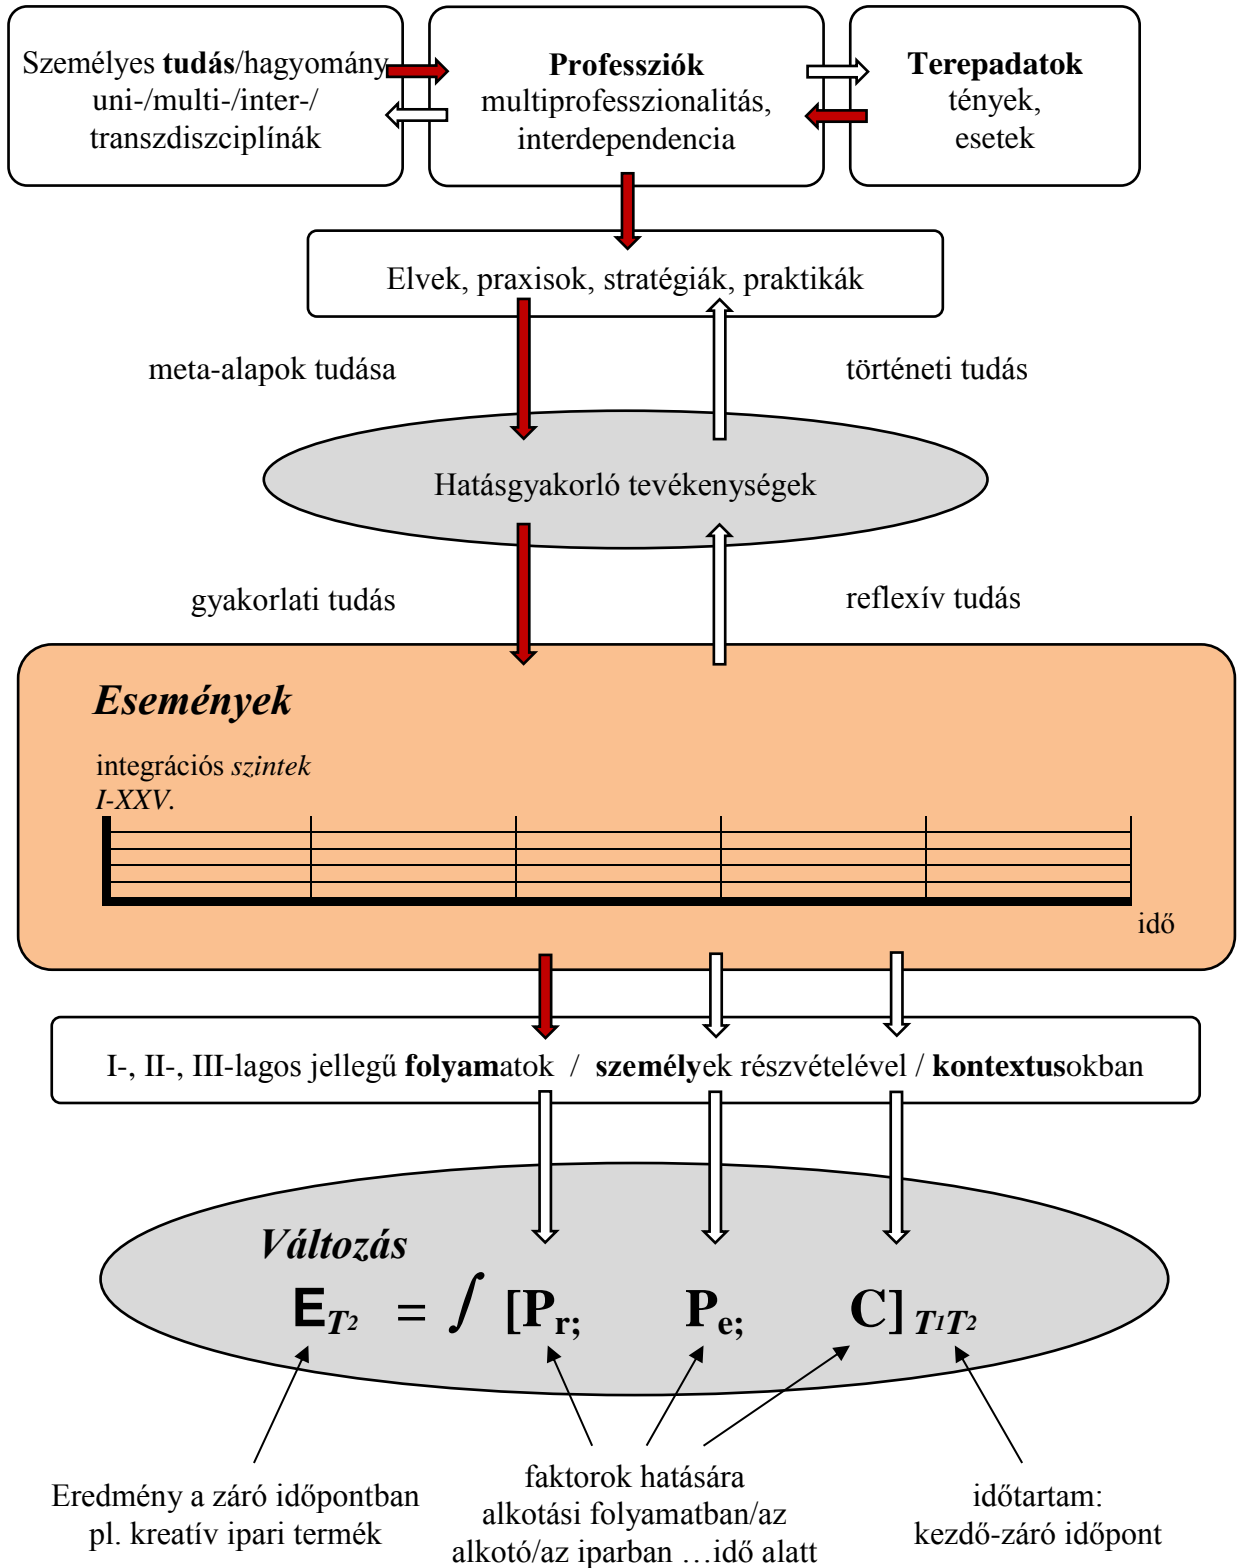 Személyes tudás/hagyomány
uni-/multi-/inter-/
transzdiszciplínák
Professziók
multiprofesszionalitás,
interdependencia
Terepadatok
tények,
esetek
Elvek, praxisok, stratégiák, praktikák
meta-alapok tudása
történeti tudás
Hatásgyakorló tevékenységek
gyakorlati tudás
reflexív tudás
Események
integrációs szintek
I-XXV.
idő
I-, II-, III-lagos jellegű folyamatok / személyek részvételével / kontextusokban
Változás
E_T2 = ∫ [P_r; P_e; C] T1T2
Eredmény a záró időpontban
pl. kreatív ipari termék
faktorok hatására
alkotási folyamatban/az
alkotó/az iparban …idő alatt
időtartam:
kezdő-záró időpont